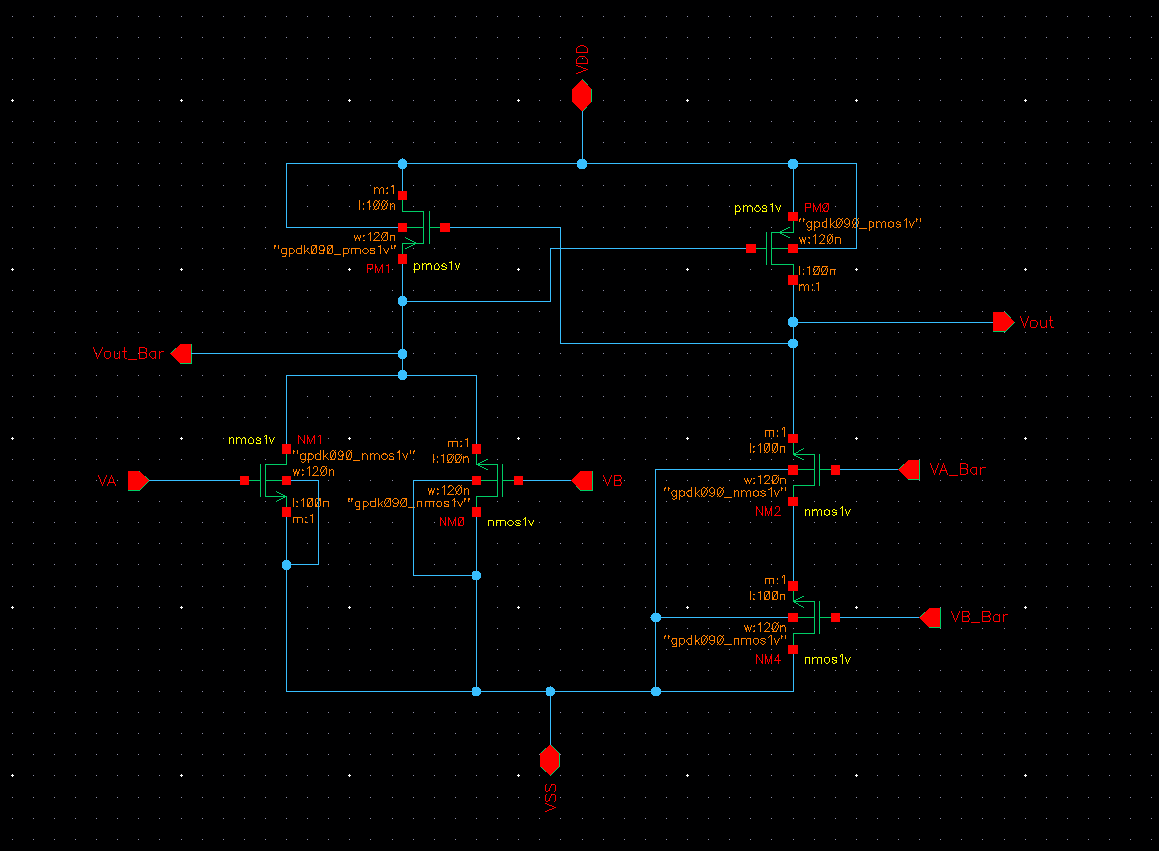 VDD
m:1
l:100n
w:120n
"gpdk090_pmos1v"
PM1
pmos1v
pmos1v
PM0
"gpdk090_pmos1v"
w:120n
l:100n
m:1
Vout
Vout_Bar
nmos1v
NM1
"gpdk090_nmos1v"
w:120n
l:100n
m:1
VA
m:1
l:100n
w:120n
"gpdk090_nmos1v"
NM0
nmos1v
VB
m:1
l:100n
w:120n
"gpdk090_nmos1v"
NM2
nmos1v
VA_Bar
m:1
l:100n
w:120n
"gpdk090_nmos1v"
NM4
nmos1v
VB_Bar
VSS